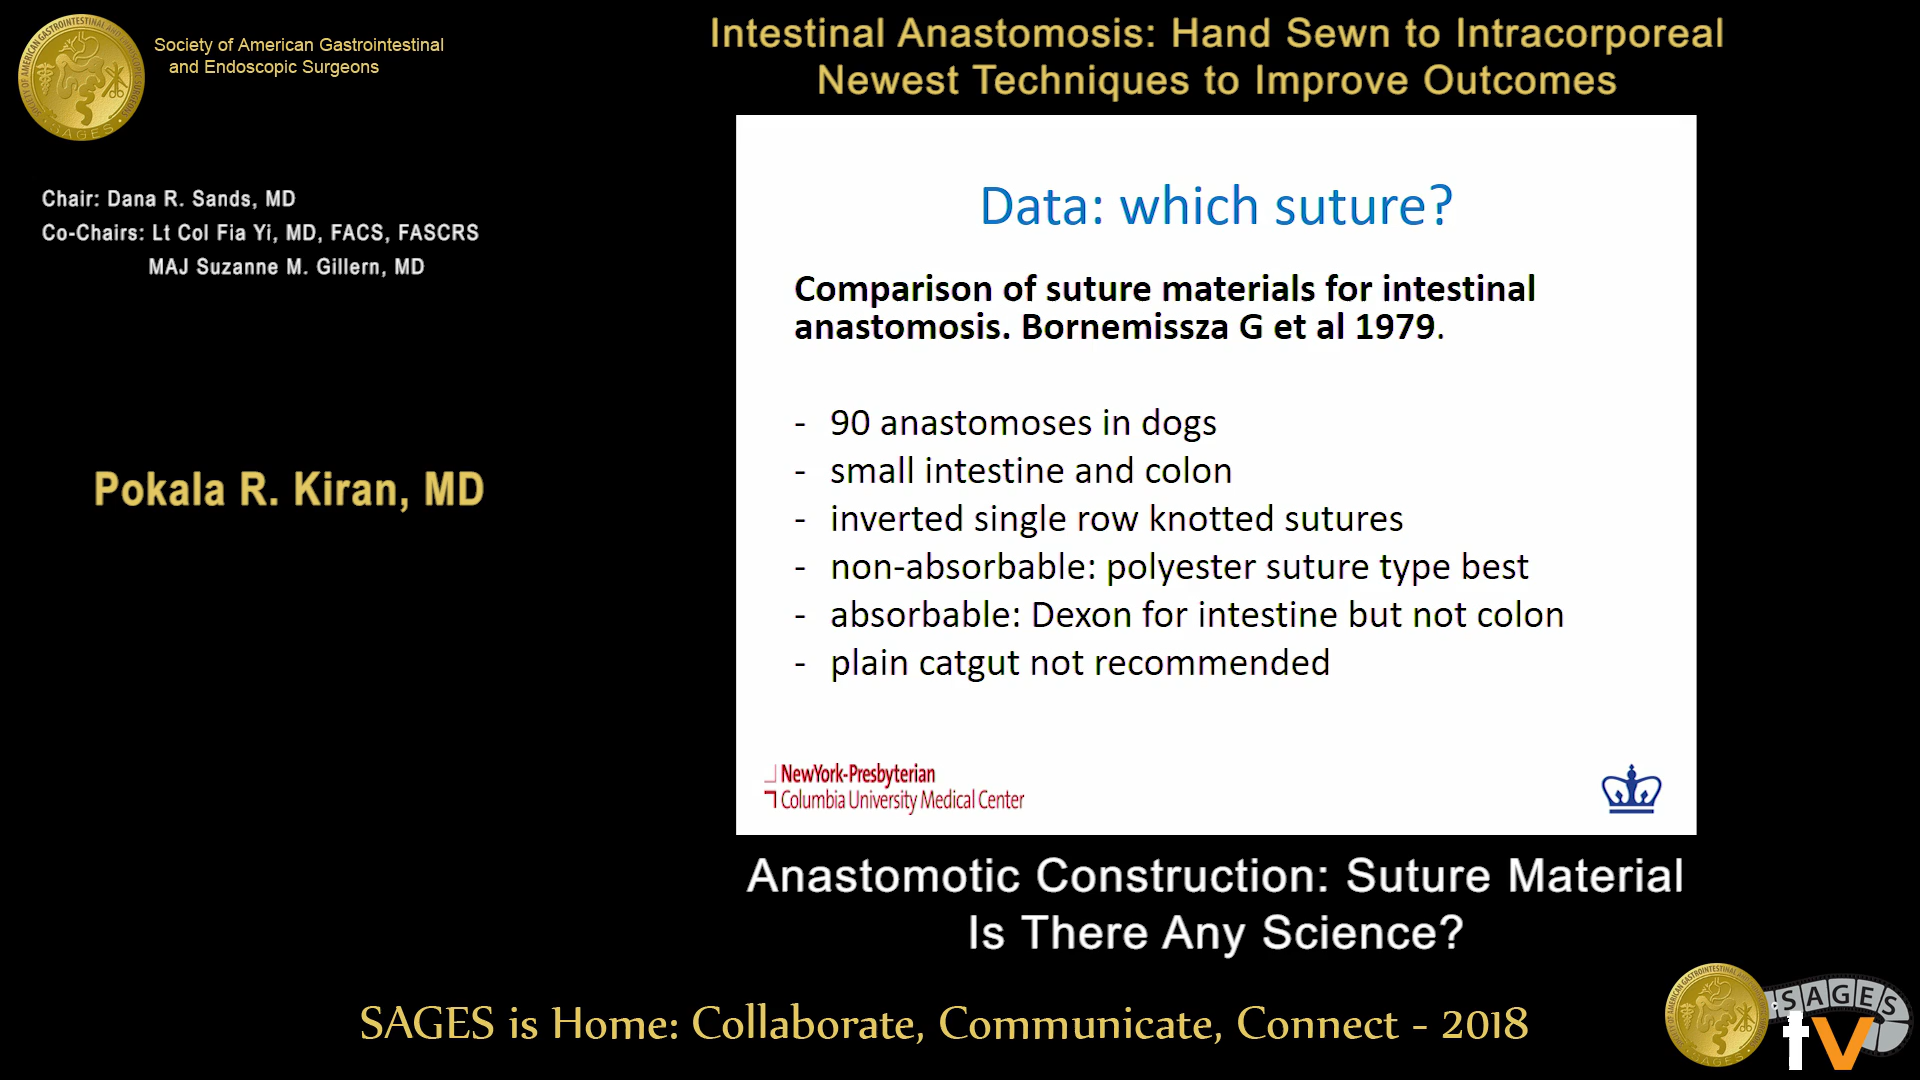 Society of American Gastrointestinal
and Endoscopic Surgeons
Intestinal Anastomosis: Hand Sewn to Intracorporeal
Newest Techniques to Improve Outcomes
Chair: Dana R. Sands, MD
Co-Chairs: Lt Col Fia Yi, MD, FACS, FASCRS
MAJ Suzanne M. Gillern, MD
Pokala R. Kiran, MD
Data: which suture?
Comparison of suture materials for intestinal
anastomosis. Bornemissza G et al 1979.
- 90 anastomoses in dogs
- small intestine and colon
- inverted single row knotted sutures
- non-absorbable: polyester suture type best
- absorbable: Dexon for intestine but not colon
- plain catgut not recommended
NewYork-Presbyterian
Columbia University Medical Center
Anastomotic Construction: Suture Material
Is There Any Science?
SAGES is Home: Collaborate, Communicate, Connect - 2018
SAGES
tv